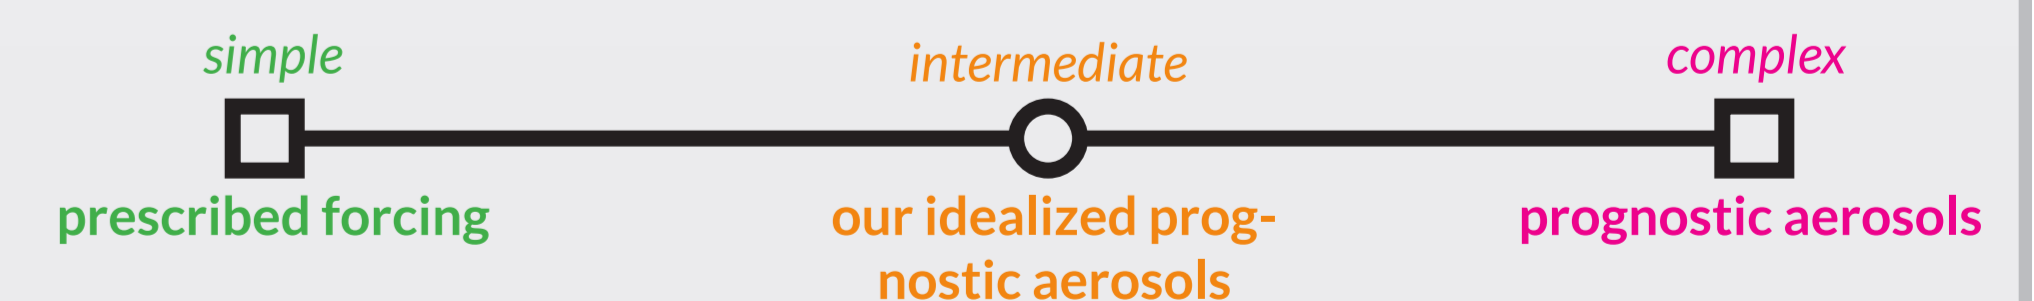 simple
intermediate
complex
prescribed forcing
our idealized prog-
nostic aerosols
prognostic aerosols